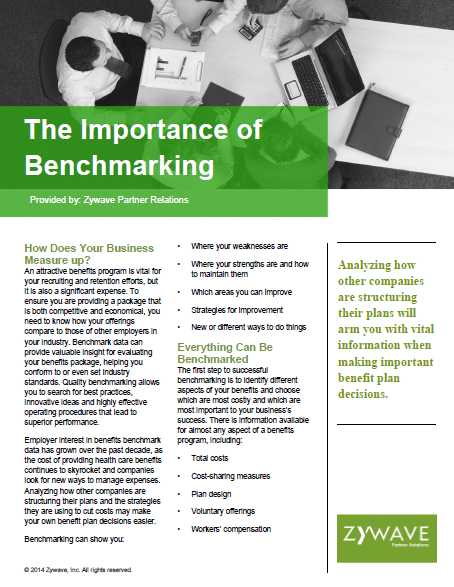 The Importance of
Benchmarking
Provided by: Zywave Partner Relations
How Does Your Business
Measure up?
An attractive benefits program is vital for
your recruiting and retention efforts, but
it is also a significant expense. To
ensure you are providing a package that
is both competitive and economical, you
need to know how your offerings
compare to those of other employers in
your industry. Benchmark data can
provide valuable insight for evaluating
your benefits package, helping you
conform to or even set industry
standards. Quality benchmarking allows
you to search for best practices,
innovative ideas and highly effective
operating procedures that lead to
superior performance.
Employer interest in benefits benchmark
data has grown over the past decade, as
the cost of providing health care benefits
continues to skyrocket and companies
look for new ways to manage expenses.
Analyzing how other companies are
structuring their plans and the strategies
they are using to cut costs may make
your own benefit plan decisions easier.
Benchmarking can show you:
• Where your weaknesses are
• Where your strengths are and how
to maintain them
• Which areas you can improve
• Strategies for improvement
• New or different ways to do things
Everything Can Be
Benchmarked
The first step to successful
benchmarking is to identify different
aspects of your benefits and choose
which are most costly and which are
most important to your business's
success. There is information available
for almost any aspect of a benefits
program, including:
• Total costs
• Cost-sharing measures
• Plan design
• Voluntary offerings
• Workers' compensation
Analyzing how
other companies
are structuring
their plans will
arm you with vital
information when
making important
benefit plan
decisions.
ZYWAVE
Partner Relations
© 2014 Zywave, Inc. All rights reserved.